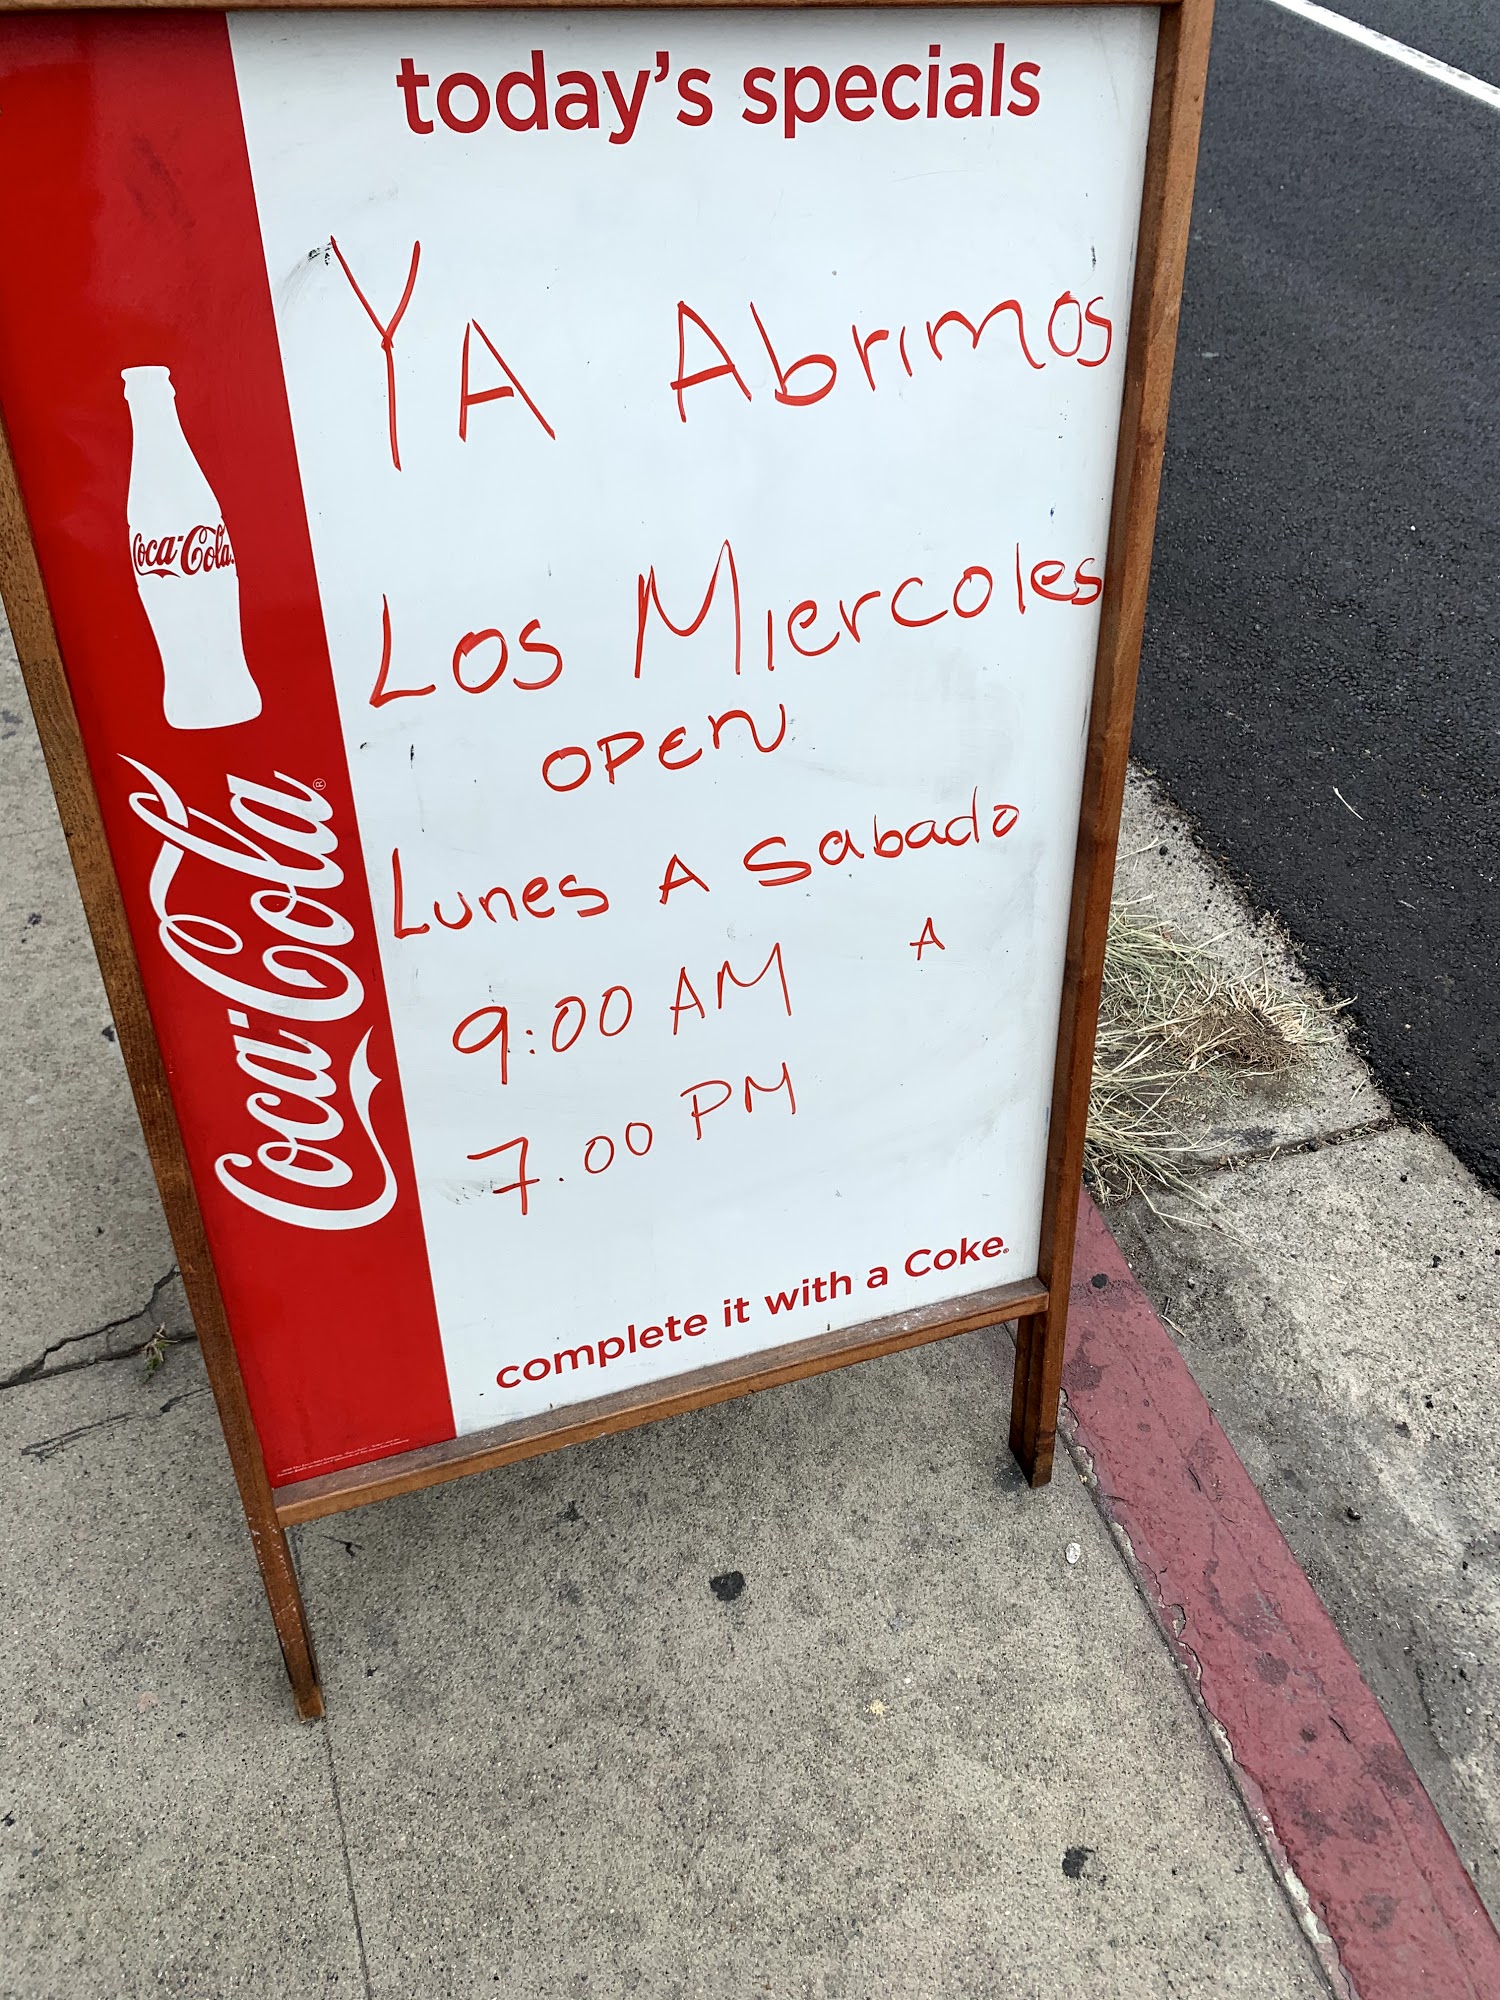 today's specials
YA Abrimos
Los Miercoles
OPEN
Lunes A Sabado
9:00 AM A
7.00 PM
complete it with a Coke®
Coca-Cola
Coca-Cola®